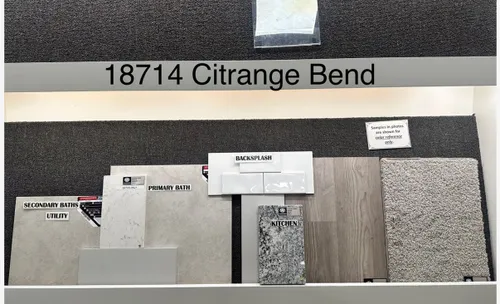 18714 Citrange Bend
Samples in photos
are shown for
color reference
only.
BACKSPLASH
PRIMARY BATH
SECONDARY BATHS
UTILITY
KITCHEN